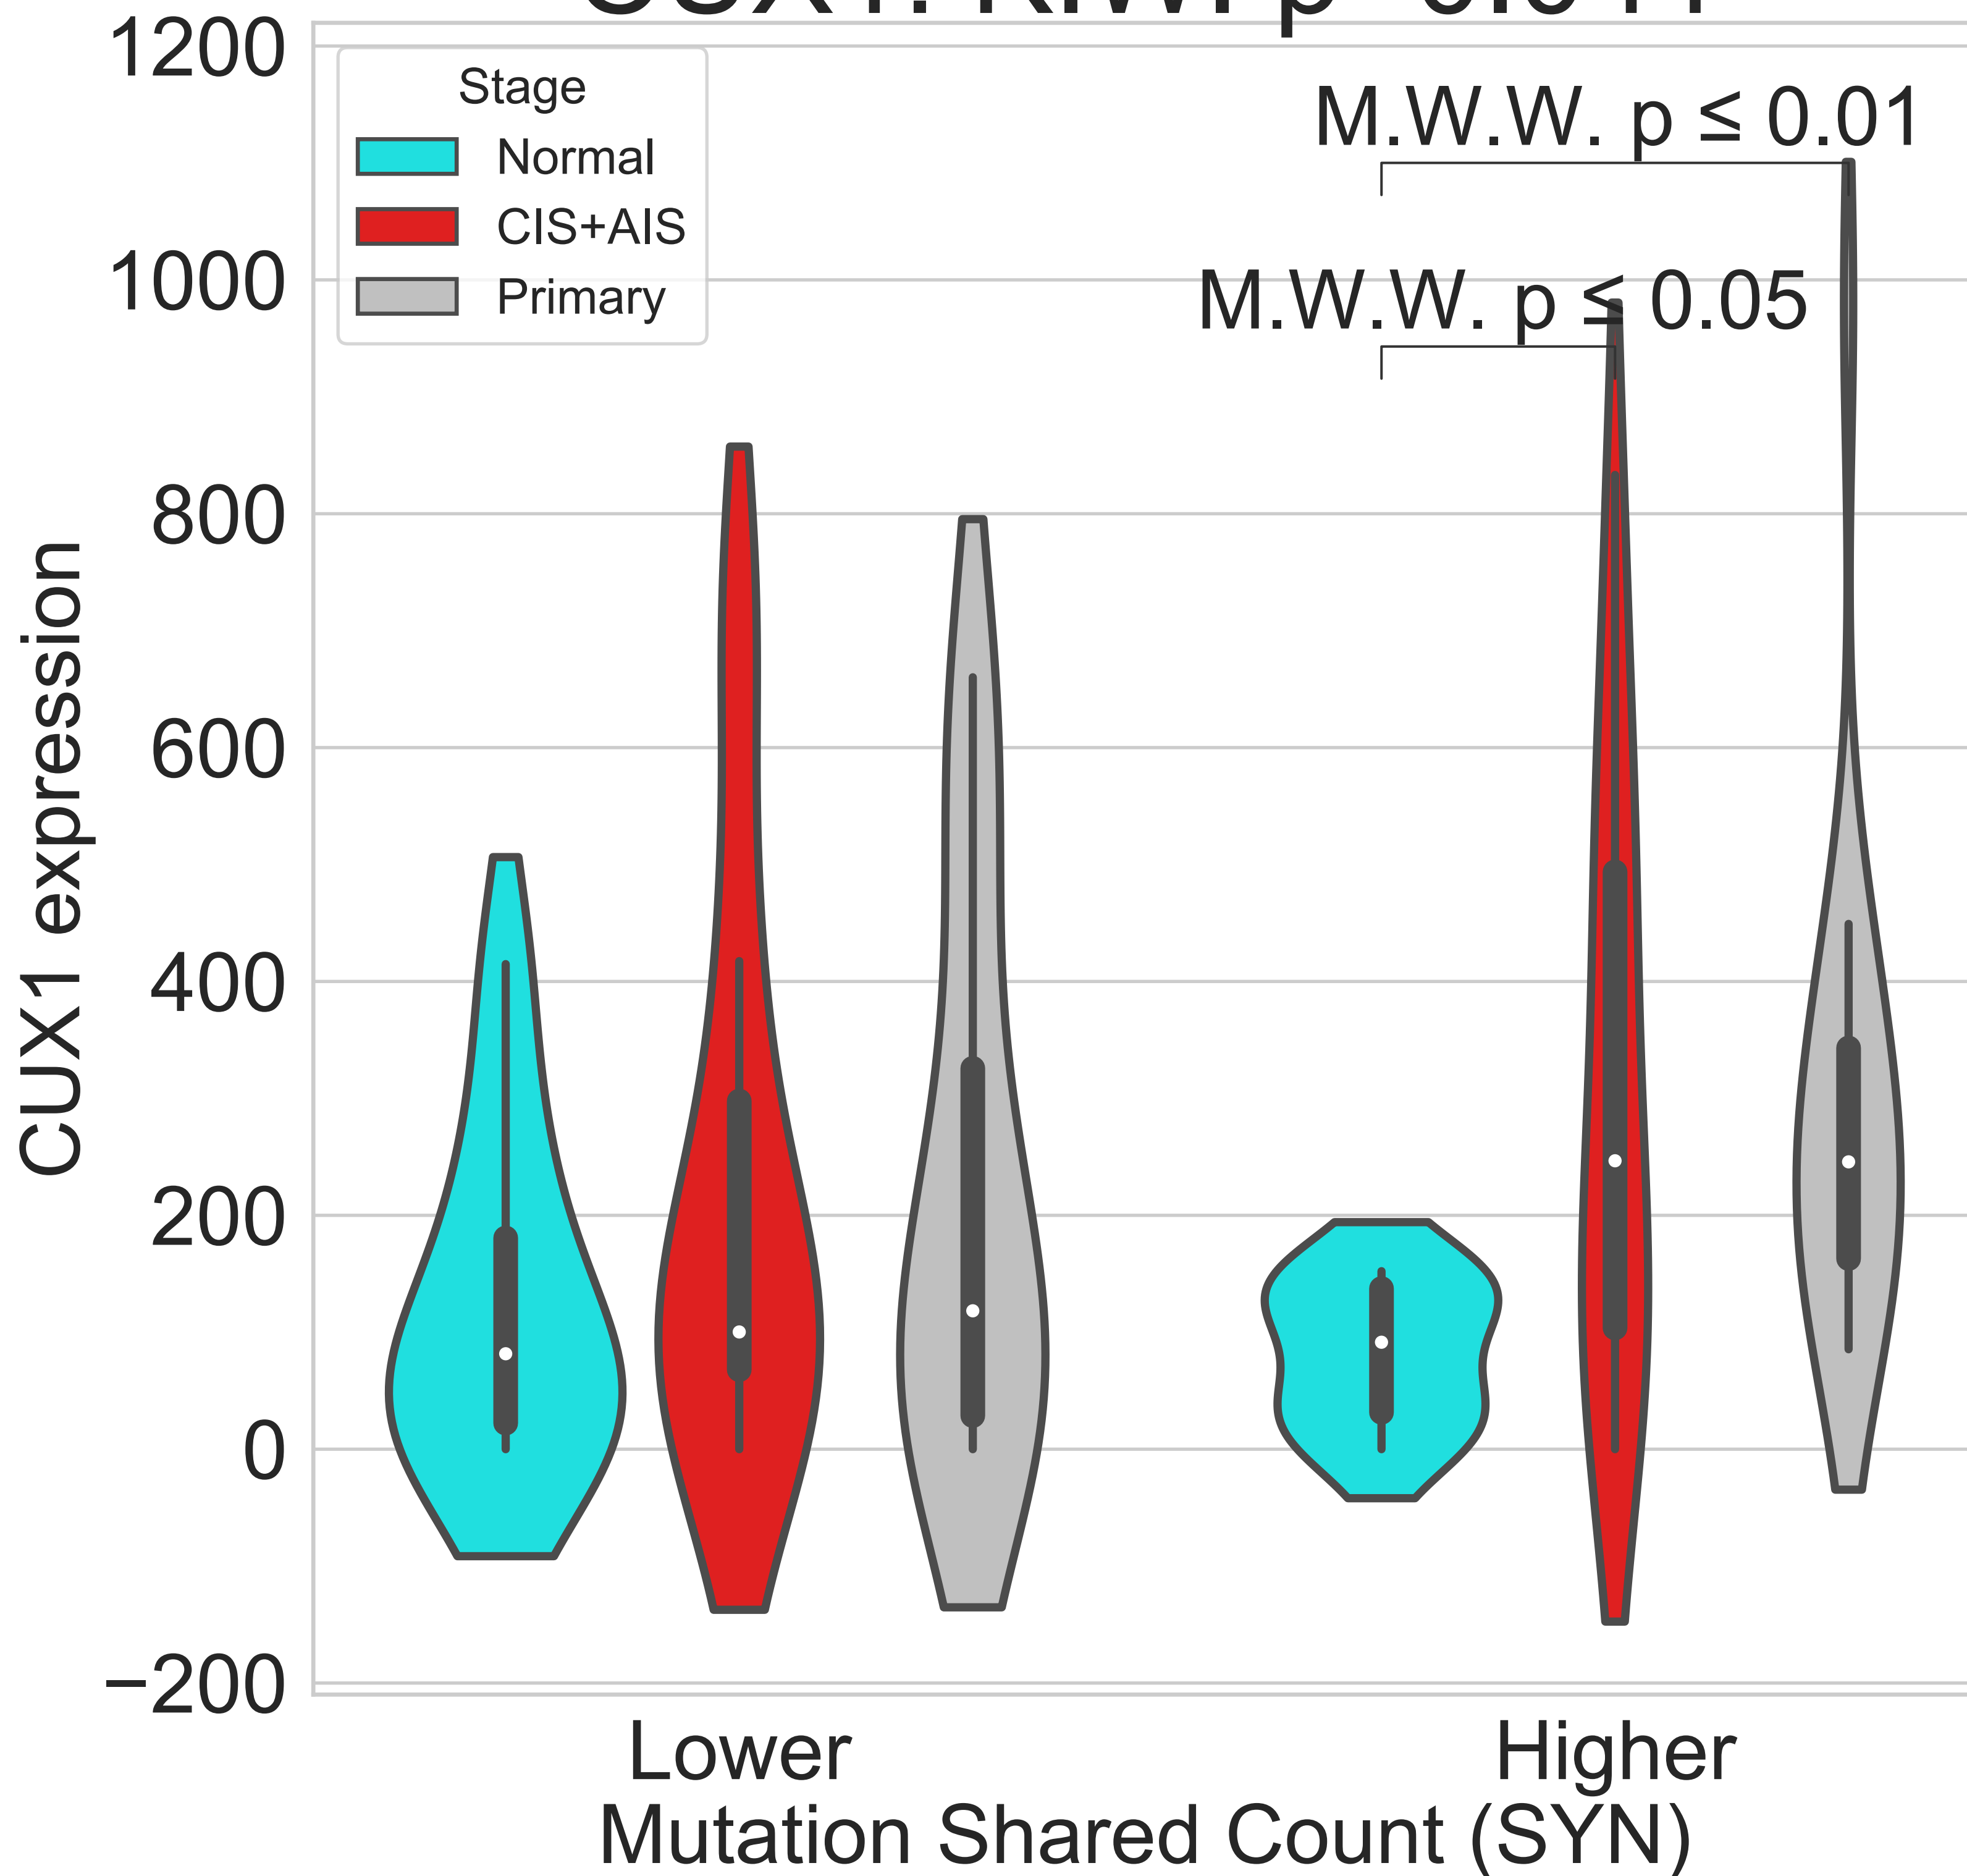 1200
1000
800
600
400
200
0
−200
CUX1 expression
Stage
Normal
CIS+AIS
Primary
M.W.W. p ≤ 0.01
M.W.W. p ≤ 0.05
Lower
Higher
Mutation Shared Count (SYN)